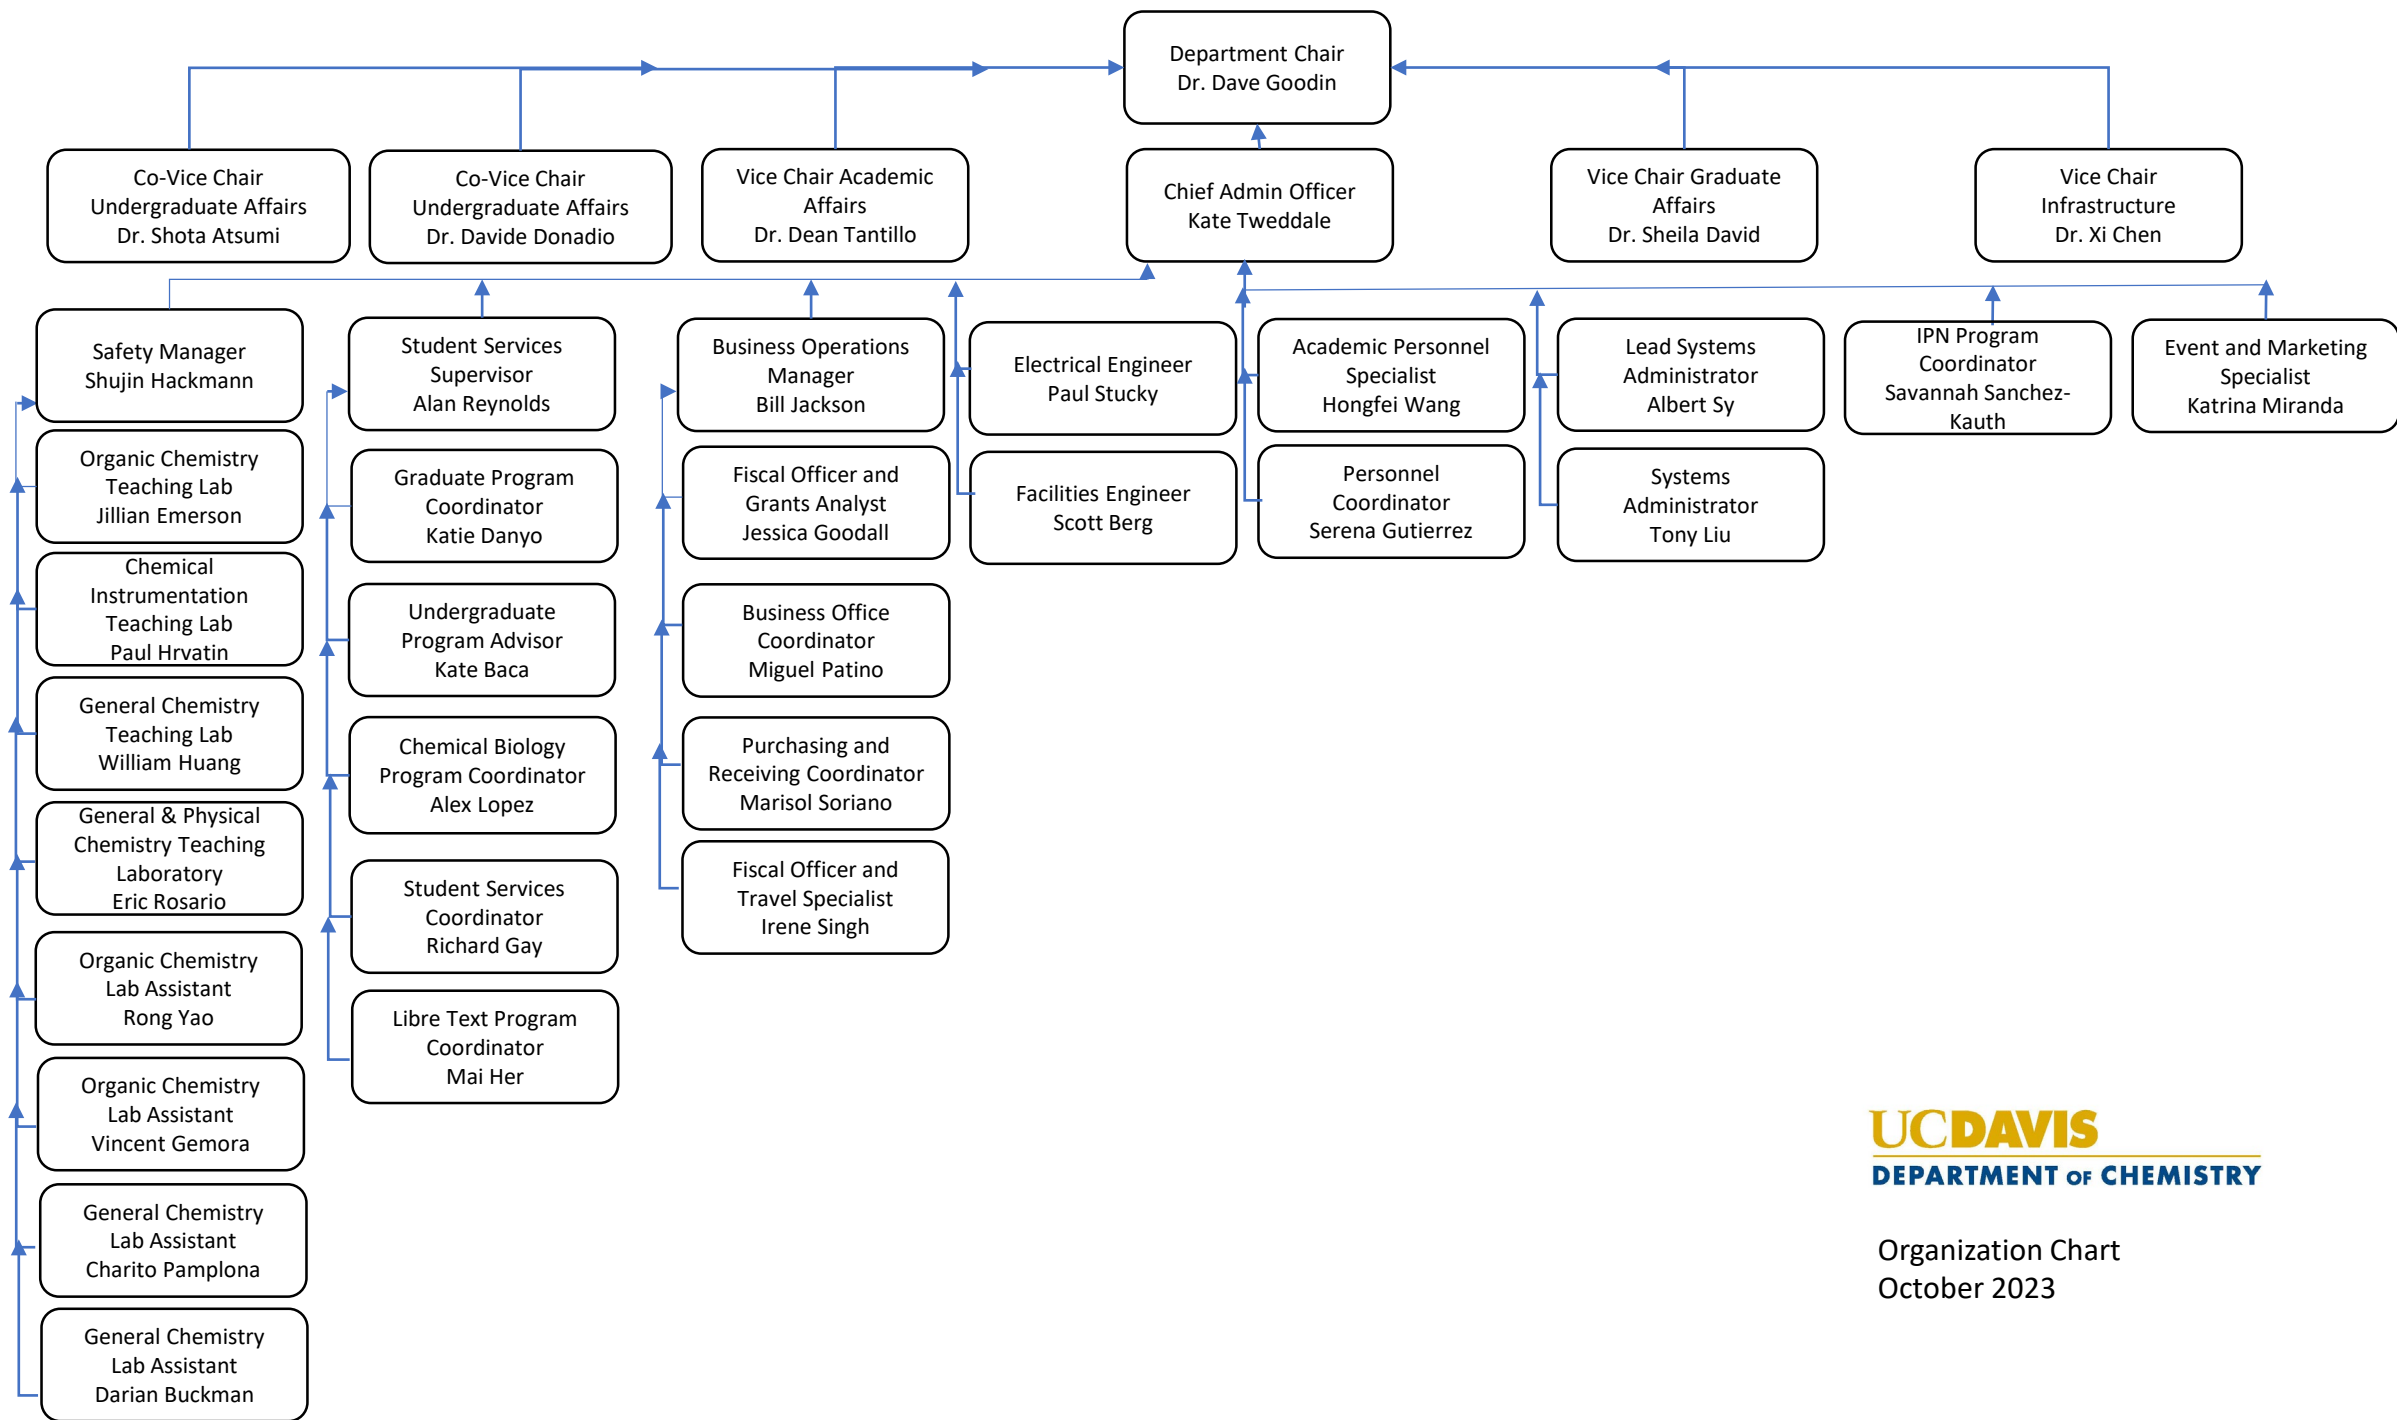 Department Chair
Dr. Dave Goodin
Co-Vice Chair
Undergraduate Affairs
Dr. Shota Atsumi
Co-Vice Chair
Undergraduate Affairs
Dr. Davide Donadio
Vice Chair Academic
Affairs
Dr. Dean Tantillo
Chief Admin Officer
Kate Tweddale
Vice Chair Graduate
Affairs
Dr. Sheila David
Vice Chair
Infrastructure
Dr. Xi Chen
Safety Manager
Shujin Hackmann
Student Services
Supervisor
Alan Reynolds
Business Operations
Manager
Bill Jackson
Electrical Engineer
Paul Stucky
Academic Personnel
Specialist
Hongfei Wang
Lead Systems
Administrator
Albert Sy
IPN Program
Coordinator
Savannah Sanchez-
Kauth
Event and Marketing
Specialist
Katrina Miranda
Organic Chemistry
Teaching Lab
Jillian Emerson
Graduate Program
Coordinator
Katie Danyo
Fiscal Officer and
Grants Analyst
Jessica Goodall
Facilities Engineer
Scott Berg
Personnel
Coordinator
Serena Gutierrez
Systems
Administrator
Tony Liu
Chemical
Instrumentation
Teaching Lab
Paul Hrvatin
Undergraduate
Program Advisor
Kate Baca
Business Office
Coordinator
Miguel Patino
General Chemistry
Teaching Lab
William Huang
Chemical Biology
Program Coordinator
Alex Lopez
Purchasing and
Receiving Coordinator
Marisol Soriano
General & Physical
Chemistry Teaching
Laboratory
Eric Rosario
Student Services
Coordinator
Richard Gay
Fiscal Officer and
Travel Specialist
Irene Singh
Organic Chemistry
Lab Assistant
Rong Yao
Libre Text Program
Coordinator
Mai Her
Organic Chemistry
Lab Assistant
Vincent Gemora
General Chemistry
Lab Assistant
Charito Pamplona
General Chemistry
Lab Assistant
Darian Buckman
UCDAVIS
DEPARTMENT OF CHEMISTRY
Organization Chart
October 2023